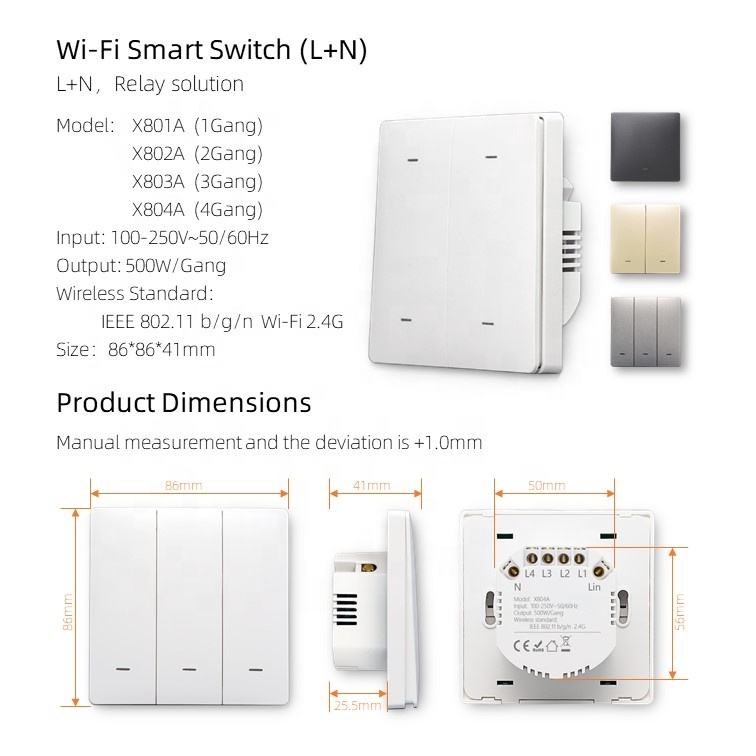 Wi-Fi Smart Switch (L+N)
L+N, Relay solution
Model: X801A (1Gang)
X802A (2Gang)
X803A (3Gang)
X804A (4Gang)
Input: 100-250V~50/60Hz
Output: 500W/Gang
Wireless Standard:
IEEE 802.11 b/g/n Wi-Fi 2.4G
Size: 86*86*41mm
Product Dimensions
Manual measurement and the deviation is +1.0mm
86mm
41mm
50mm
86mm
25.5mm
56mm
L4 L3 L2 L1
N Lin
X804A
Input: 100-250V~50/60Hz
Output: 500W/Gang
Wireless standard:
IEEE 802.11 b/g/n 2.4G
CE RoHS